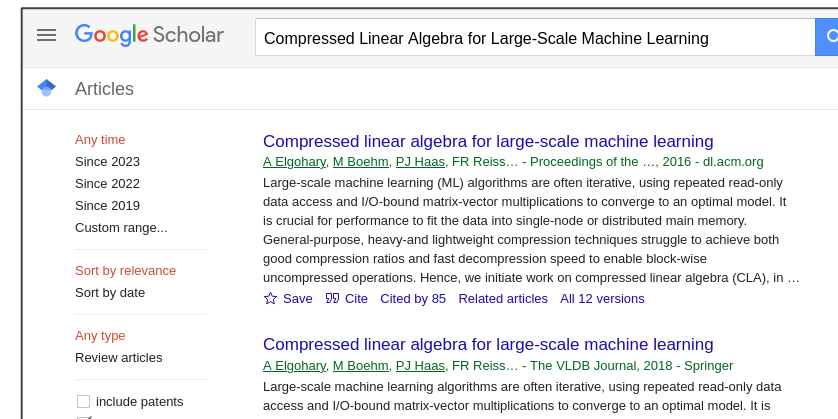 Google Scholar
Compressed Linear Algebra for Large-Scale Machine Learning
Articles
Any time
Since 2023
Since 2022
Since 2019
Custom range...
Sort by relevance
Sort by date
Any type
Review articles
include patents
Compressed linear algebra for large-scale machine learning
A Elgohary, M Boehm, PJ Haas, FR Reiss… - Proceedings of the …, 2016 - dl.acm.org
Large-scale machine learning (ML) algorithms are often iterative, using repeated read-only
data access and I/O-bound matrix-vector multiplications to converge to an optimal model. It
is crucial for performance to fit the data into single-node or distributed main memory.
General-purpose, heavy-and lightweight compression techniques struggle to achieve both
good compression ratios and fast decompression speed to enable block-wise
uncompressed operations. Hence, we initiate work on compressed linear algebra (CLA), in …
Save Cite Cited by 85 Related articles All 12 versions
Compressed linear algebra for large-scale machine learning
A Elgohary, M Boehm, PJ Haas, FR Reiss… - The VLDB Journal, 2018 - Springer
Large-scale machine learning algorithms are often iterative, using repeated read-only data
access and I/O-bound matrix-vector multiplications to converge to an optimal model. It is